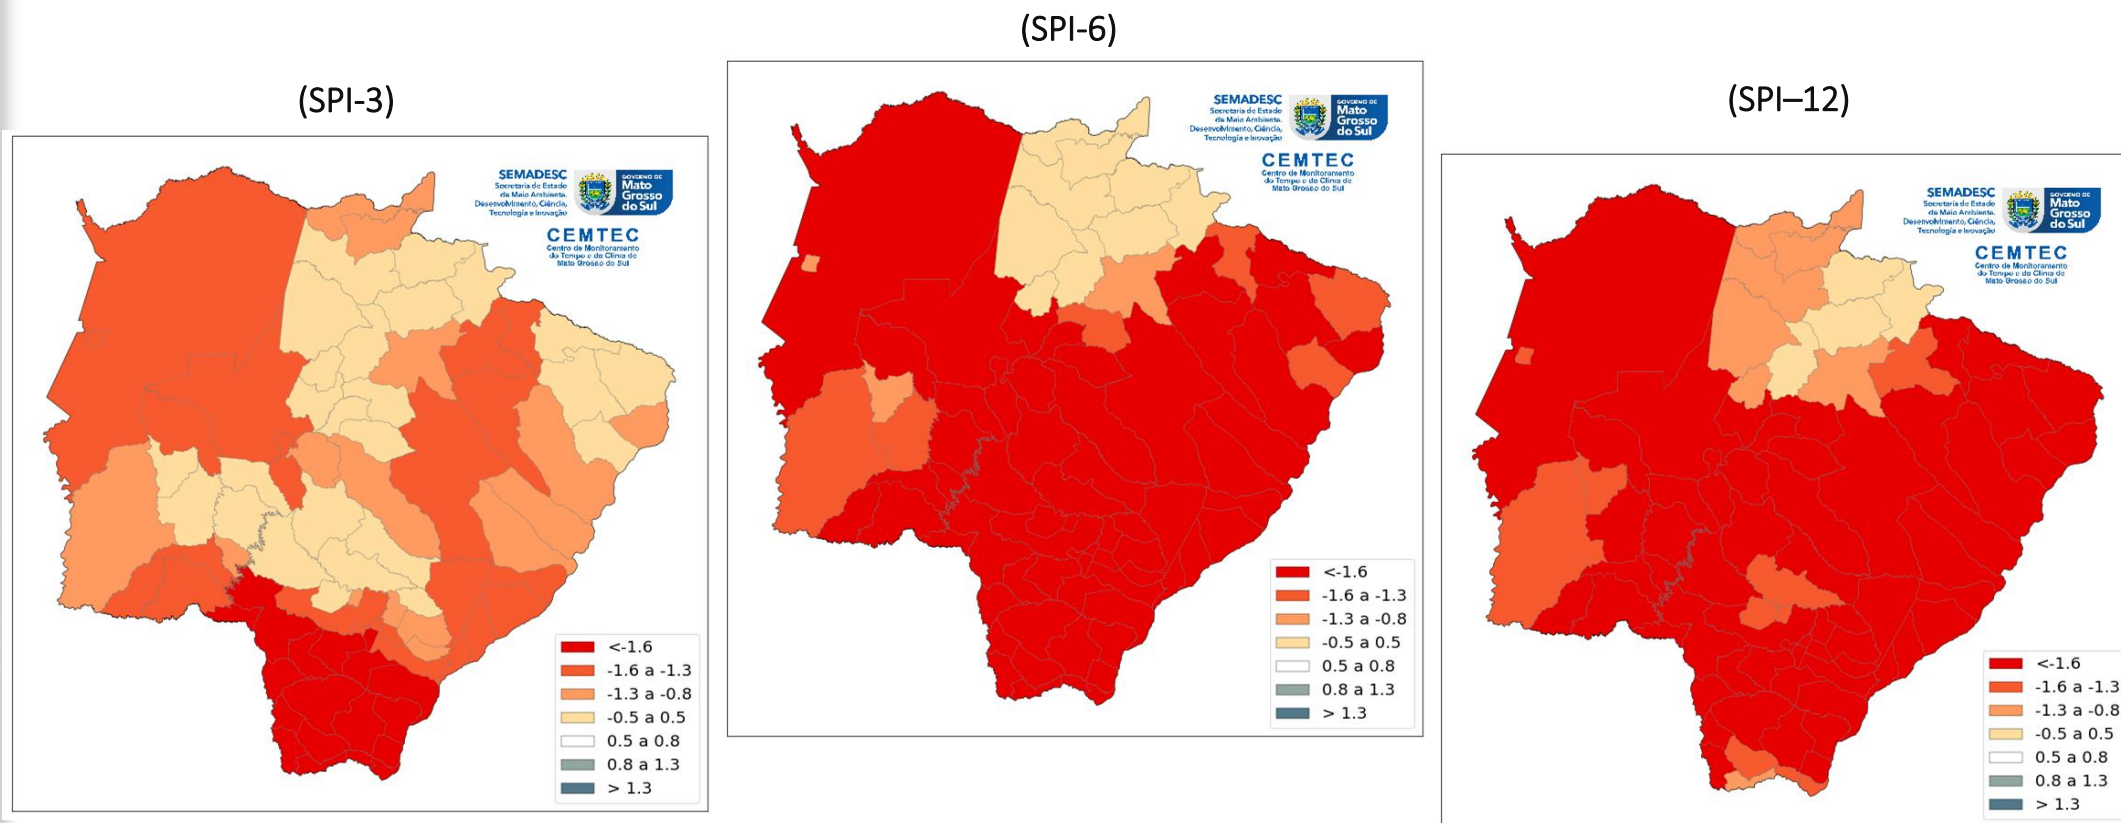 (SPI-3)
SEMADESC
Secretaria de Estado
de Meio Ambiente,
Desenvolvimento, Ciência,
Tecnologia e Inovação
GOVERNO DE
Mato
Grosso
do Sul
CEMTEC
Centro de Monitoramento
do Tempo e do Clima de
Mato Grosso do Sul
<-1.6
-1.6 a -1.3
-1.3 a -0.8
-0.5 a 0.5
0.5 a 0.8
0.8 a 1.3
> 1.3
(SPI-6)
SEMADESC
Secretaria de Estado
de Meio Ambiente,
Desenvolvimento, Ciência,
Tecnologia e Inovação
GOVERNO DE
Mato
Grosso
do Sul
CEMTEC
Centro de Monitoramento
do Tempo e do Clima de
Mato Grosso do Sul
<-1.6
-1.6 a -1.3
-1.3 a -0.8
-0.5 a 0.5
0.5 a 0.8
0.8 a 1.3
> 1.3
(SPI–12)
SEMADESC
Secretaria de Estado
de Meio Ambiente,
Desenvolvimento, Ciência,
Tecnologia e Inovação
GOVERNO DE
Mato
Grosso
do Sul
CEMTEC
Centro de Monitoramento
do Tempo e do Clima de
Mato Grosso do Sul
<-1.6
-1.6 a -1.3
-1.3 a -0.8
-0.5 a 0.5
0.5 a 0.8
0.8 a 1.3
> 1.3